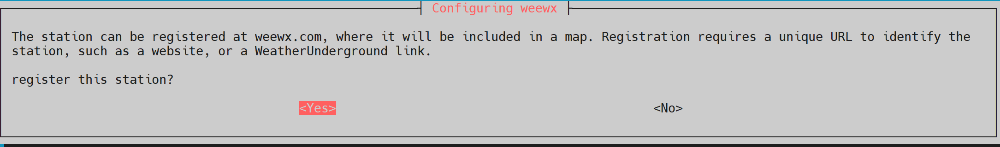 Configuring weewx
The station can be registered at weewx.com, where it will be included in a map. Registration requires a unique URL to identify the
station, such as a website, or a WeatherUnderground link.
register this station?
<Yes> <No>